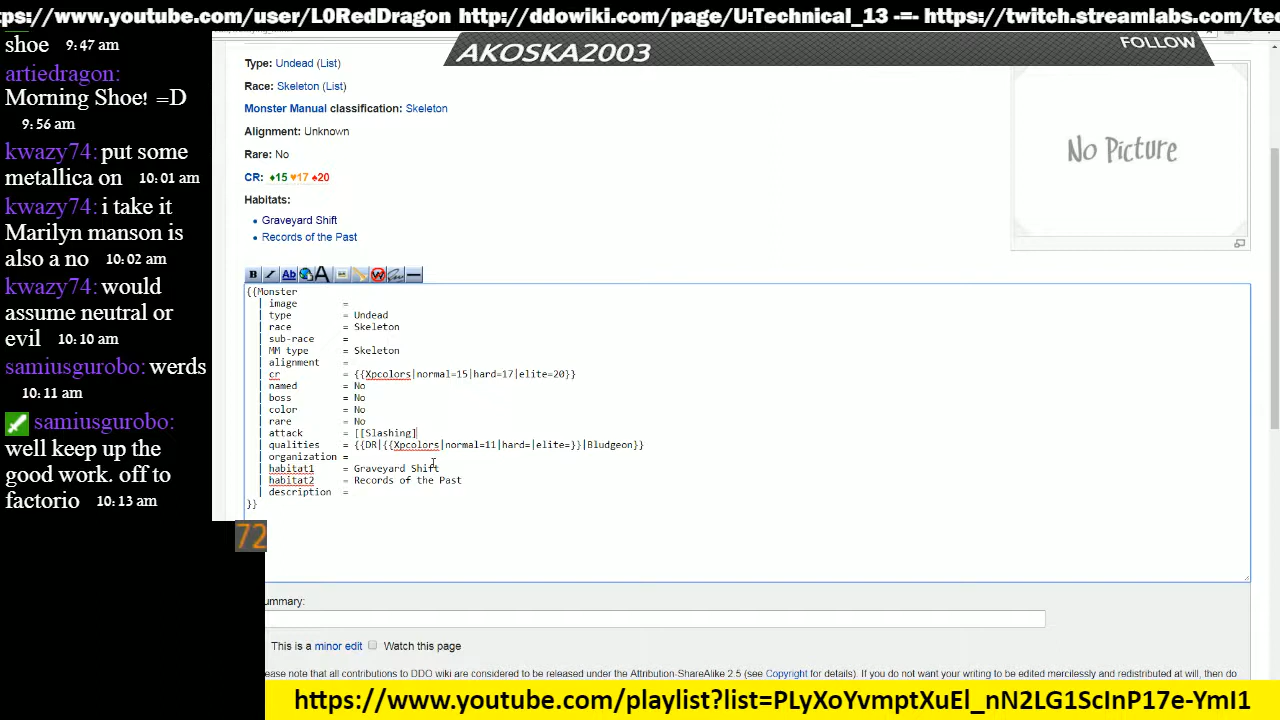 ps://www.youtube.com/user/L0RedDragon http://ddowiki.com/page/U:Technical_13 -=- https://twitch.streamlabs.com/tec
AKOSKA2003
FOLLOW
shoe 9:47 am
artiedragon:
Morning Shoe! =D
9:56 am
kwazy74: put some
metallica on 10:01 am
kwazy74: i take it
Marilyn manson is
also a no 10:02 am
kwazy74: would
assume neutral or
evil 10:10 am
samiusgurobo: werds
10:11 am
samiusgurobo:
well keep up the
good work. off to
factorio 10:13 am
72
Type: Undead (List)
Race: Skeleton (List)
Monster Manual classification: Skeleton
Alignment: Unknown
Rare: No
CR: ♦15 ♥17 ♠20
Habitats:
• Graveyard Shift
• Records of the Past
No Picture
B I Ab A W
{{Monster
| image =
| type = Undead
| race = Skeleton
| sub-race =
| MM type = Skeleton
| alignment =
| cr = {{Xpcolors|normal=15|hard=17|elite=20}}
| named = No
| boss = No
| color = No
| rare = No
| attack = [[Slashing]
| qualities = {{DR|{{Xpcolors|normal=11|hard=|elite=}}|Bludgeon}}
| organization =
| habitat1 = Graveyard Shift
| habitat2 = Records of the Past
| description =
}}
ummary:
This is a minor edit Watch this page
ease note that all contributions to DDO wiki are considered to be released under the Attribution-ShareAlike 2.5 (see Copyright for details). If you do not want your writing to be edited mercilessly and redistributed at will, then do
https://www.youtube.com/playlist?list=PLyXoYvmptXuEl_nN2LG1ScInP17e-YmI1